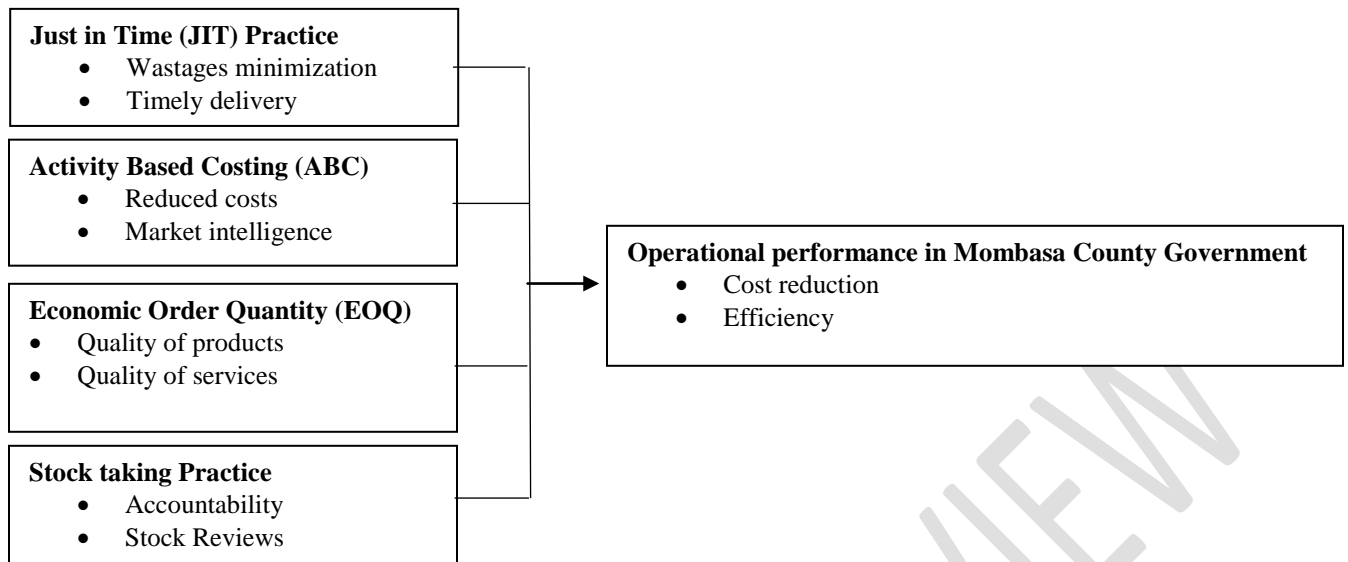 Just in Time (JIT) Practice
• Wastages minimization
• Timely delivery
Activity Based Costing (ABC)
• Reduced costs
• Market intelligence
Economic Order Quantity (EOQ)
• Quality of products
• Quality of services
Stock taking Practice
• Accountability
• Stock Reviews
Operational performance in Mombasa County Government
• Cost reduction
• Efficiency
VIEW